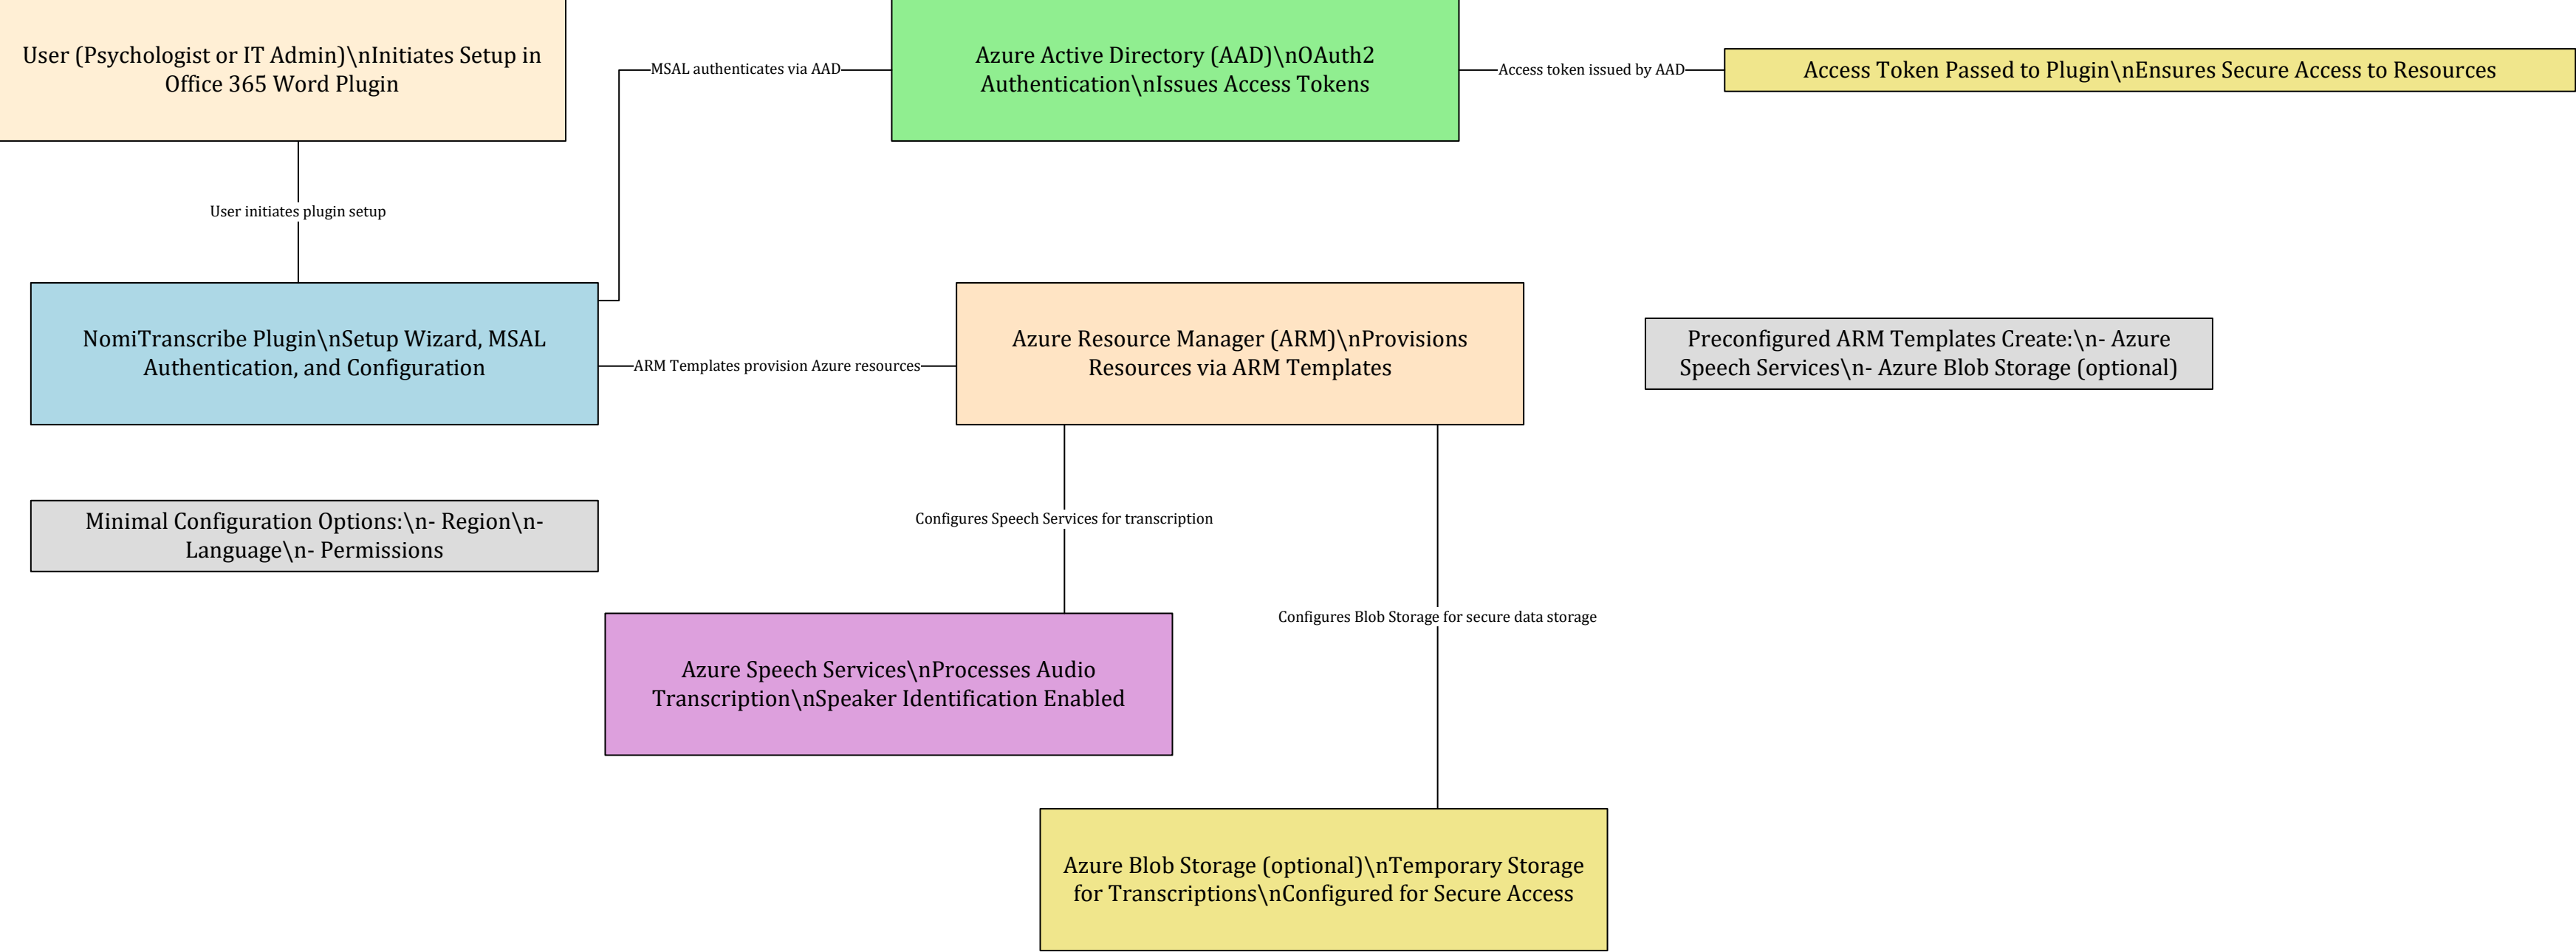 User (Psychologist or IT Admin)\nInitiates Setup in
Office 365 Word Plugin
MSAL authenticates via AAD
Azure Active Directory (AAD)\nOAuth2
Authentication\nIssues Access Tokens
Access token issued by AAD
Access Token Passed to Plugin\nEnsures Secure Access to Resources
User initiates plugin setup
NomiTranscribe Plugin\nSetup Wizard, MSAL
Authentication, and Configuration
ARM Templates provision Azure resources
Azure Resource Manager (ARM)\nProvisions
Resources via ARM Templates
Preconfigured ARM Templates Create:\n- Azure
Speech Services\n- Azure Blob Storage (optional)
Minimal Configuration Options:\n- Region\n-
Language\n- Permissions
Configures Speech Services for transcription
Configures Blob Storage for secure data storage
Azure Speech Services\nProcesses Audio
Transcription\nSpeaker Identification Enabled
Azure Blob Storage (optional)\nTemporary Storage
for Transcriptions\nConfigured for Secure Access